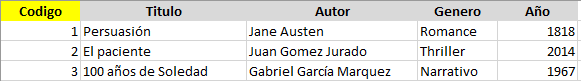 Codigo Titulo Autor Genero Año
1 Persuasión Jane Austen Romance 1818
2 El paciente Juan Gomez Jurado Thriller 2014
3 100 años de Soledad Gabriel García Marquez Narrativo 1967